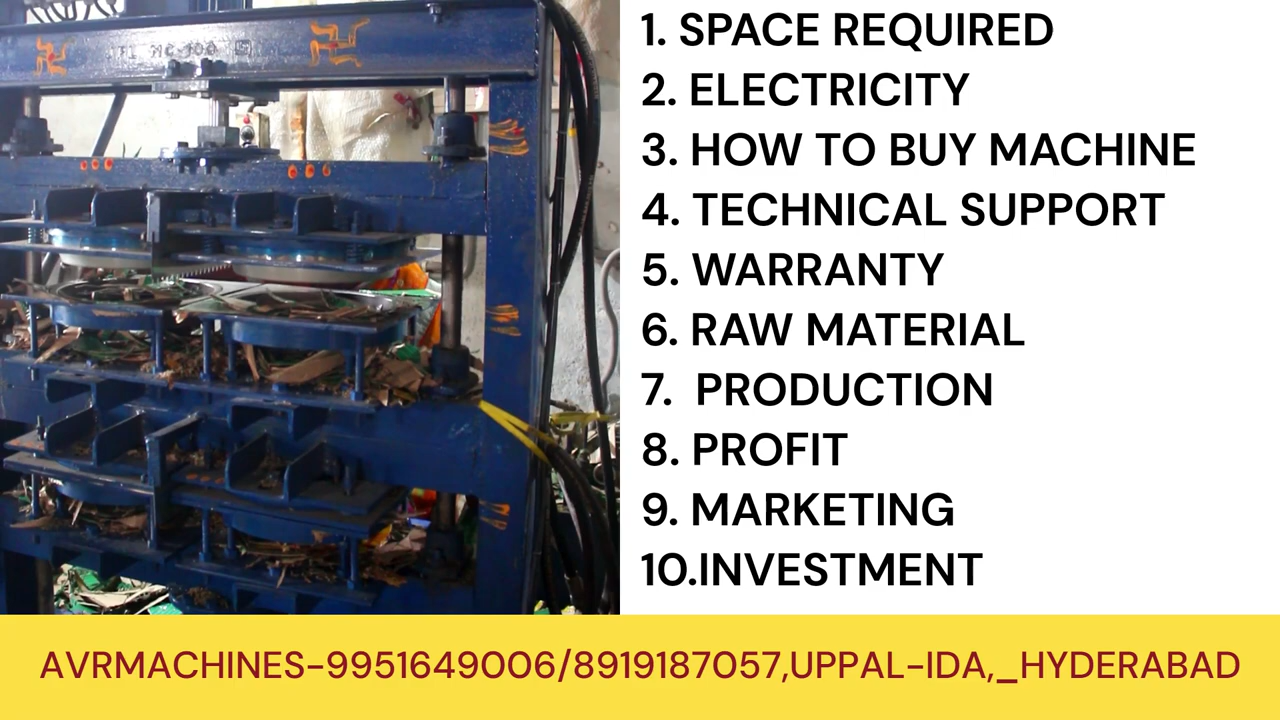 1. SPACE REQUIRED
2. ELECTRICITY
3. HOW TO BUY MACHINE
4. TECHNICAL SUPPORT
5. WARRANTY
6. RAW MATERIAL
7. PRODUCTION
8. PROFIT
9. MARKETING
10.INVESTMENT
AVRMACHINES-9951649006/8919187057,UPPAL-IDA,_HYDERABAD